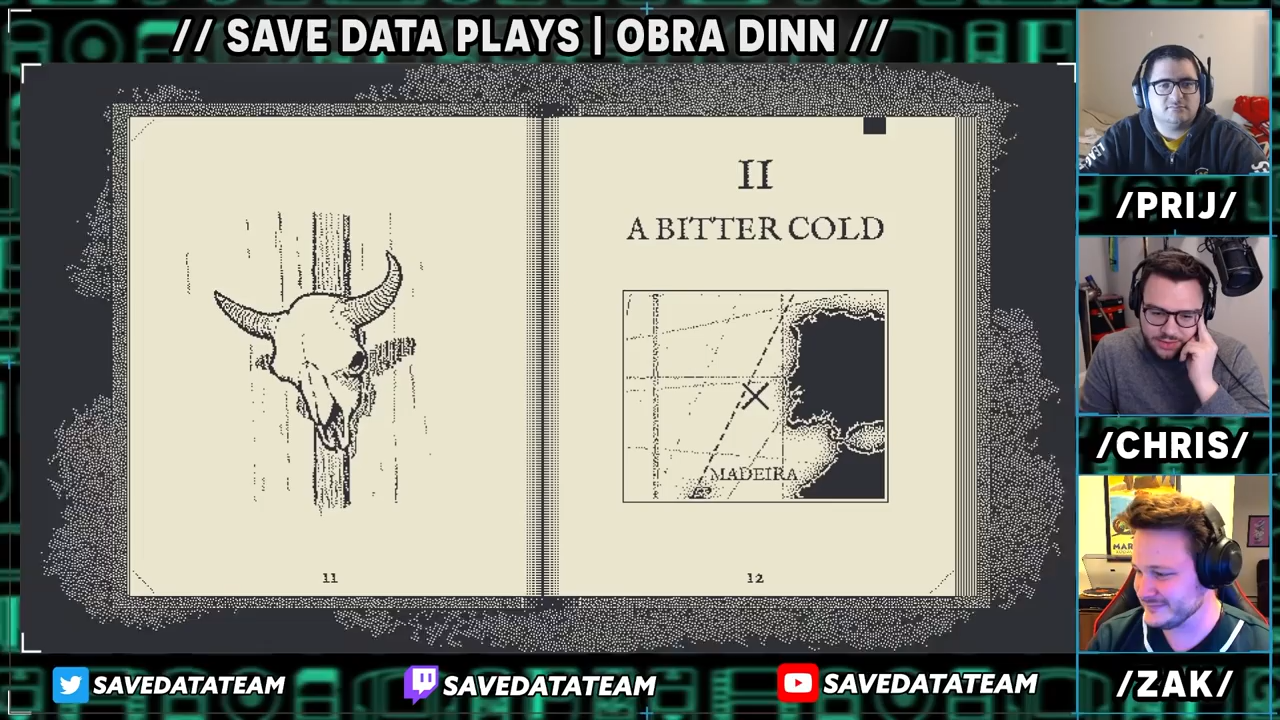 // SAVE DATA PLAYS | OBRA DINN //
II
A BITTER COLD
MADEIRA
11
12
/PRIJ/
/CHRIS/
/ZAK/
SAVEDATATEAM
SAVEDATATEAM
SAVEDATATEAM